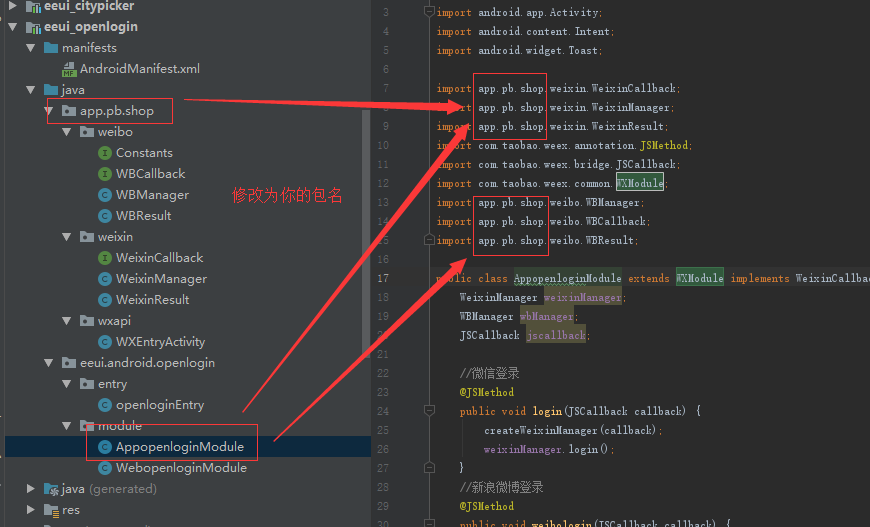 eeui_citypicker
eeui_openlogin
manifests
AndroidManifest.xml
java
app.pb.shop
weibo
Constants
WBCallback
WBManager
WBResult
weixin
WeixinCallback
WeixinManager
WeixinResult
wxapi
WXEntryActivity
eeui.android.openlogin
entry
openloginEntry
module
AppopenloginModule
WebopenloginModule
java (generated)
res
修改为你的包名
3 import android.app.Activity;
4 import android.content.Intent;
5 import android.widget.Toast;
6
7 import app.pb.shop.weixin.WeixinCallback;
8 import app.pb.shop.weixin.WeixinManager;
9 import app.pb.shop.weixin.WeixinResult;
10 import com.taobao.weex.annotation.JSMethod;
11 import com.taobao.weex.bridge.JSCallback;
12 import com.taobao.weex.common.WXModule;
13 import app.pb.shop.weibo.WBManager;
14 import app.pb.shop.weibo.WBCallback;
15 import app.pb.shop.weibo.WBResult;
16
17 public class AppopenloginModule extends WXModule implements WeixinCallba
18 WeixinManager weixinManager;
19 WBManager wbManager;
20 JSCallback jscallback;
21
22 //微信登录
23 @JSMethod
24 public void login(JSCallback callback) {
25 createWeixinManager(callback);
26 weixinManager.login();
27 }
28 //新浪微博登录
29 @JSMethod
30 public void weibologin(JSCallback callback) {